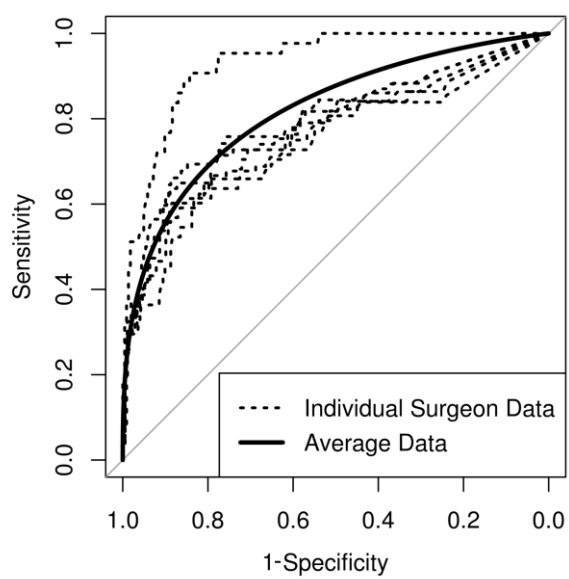 Sensitivity
1.0
0.8
0.6
0.4
0.2
0.0
Individual Surgeon Data
Average Data
1.0 0.8 0.6 0.4 0.2 0.0
1-Specificity